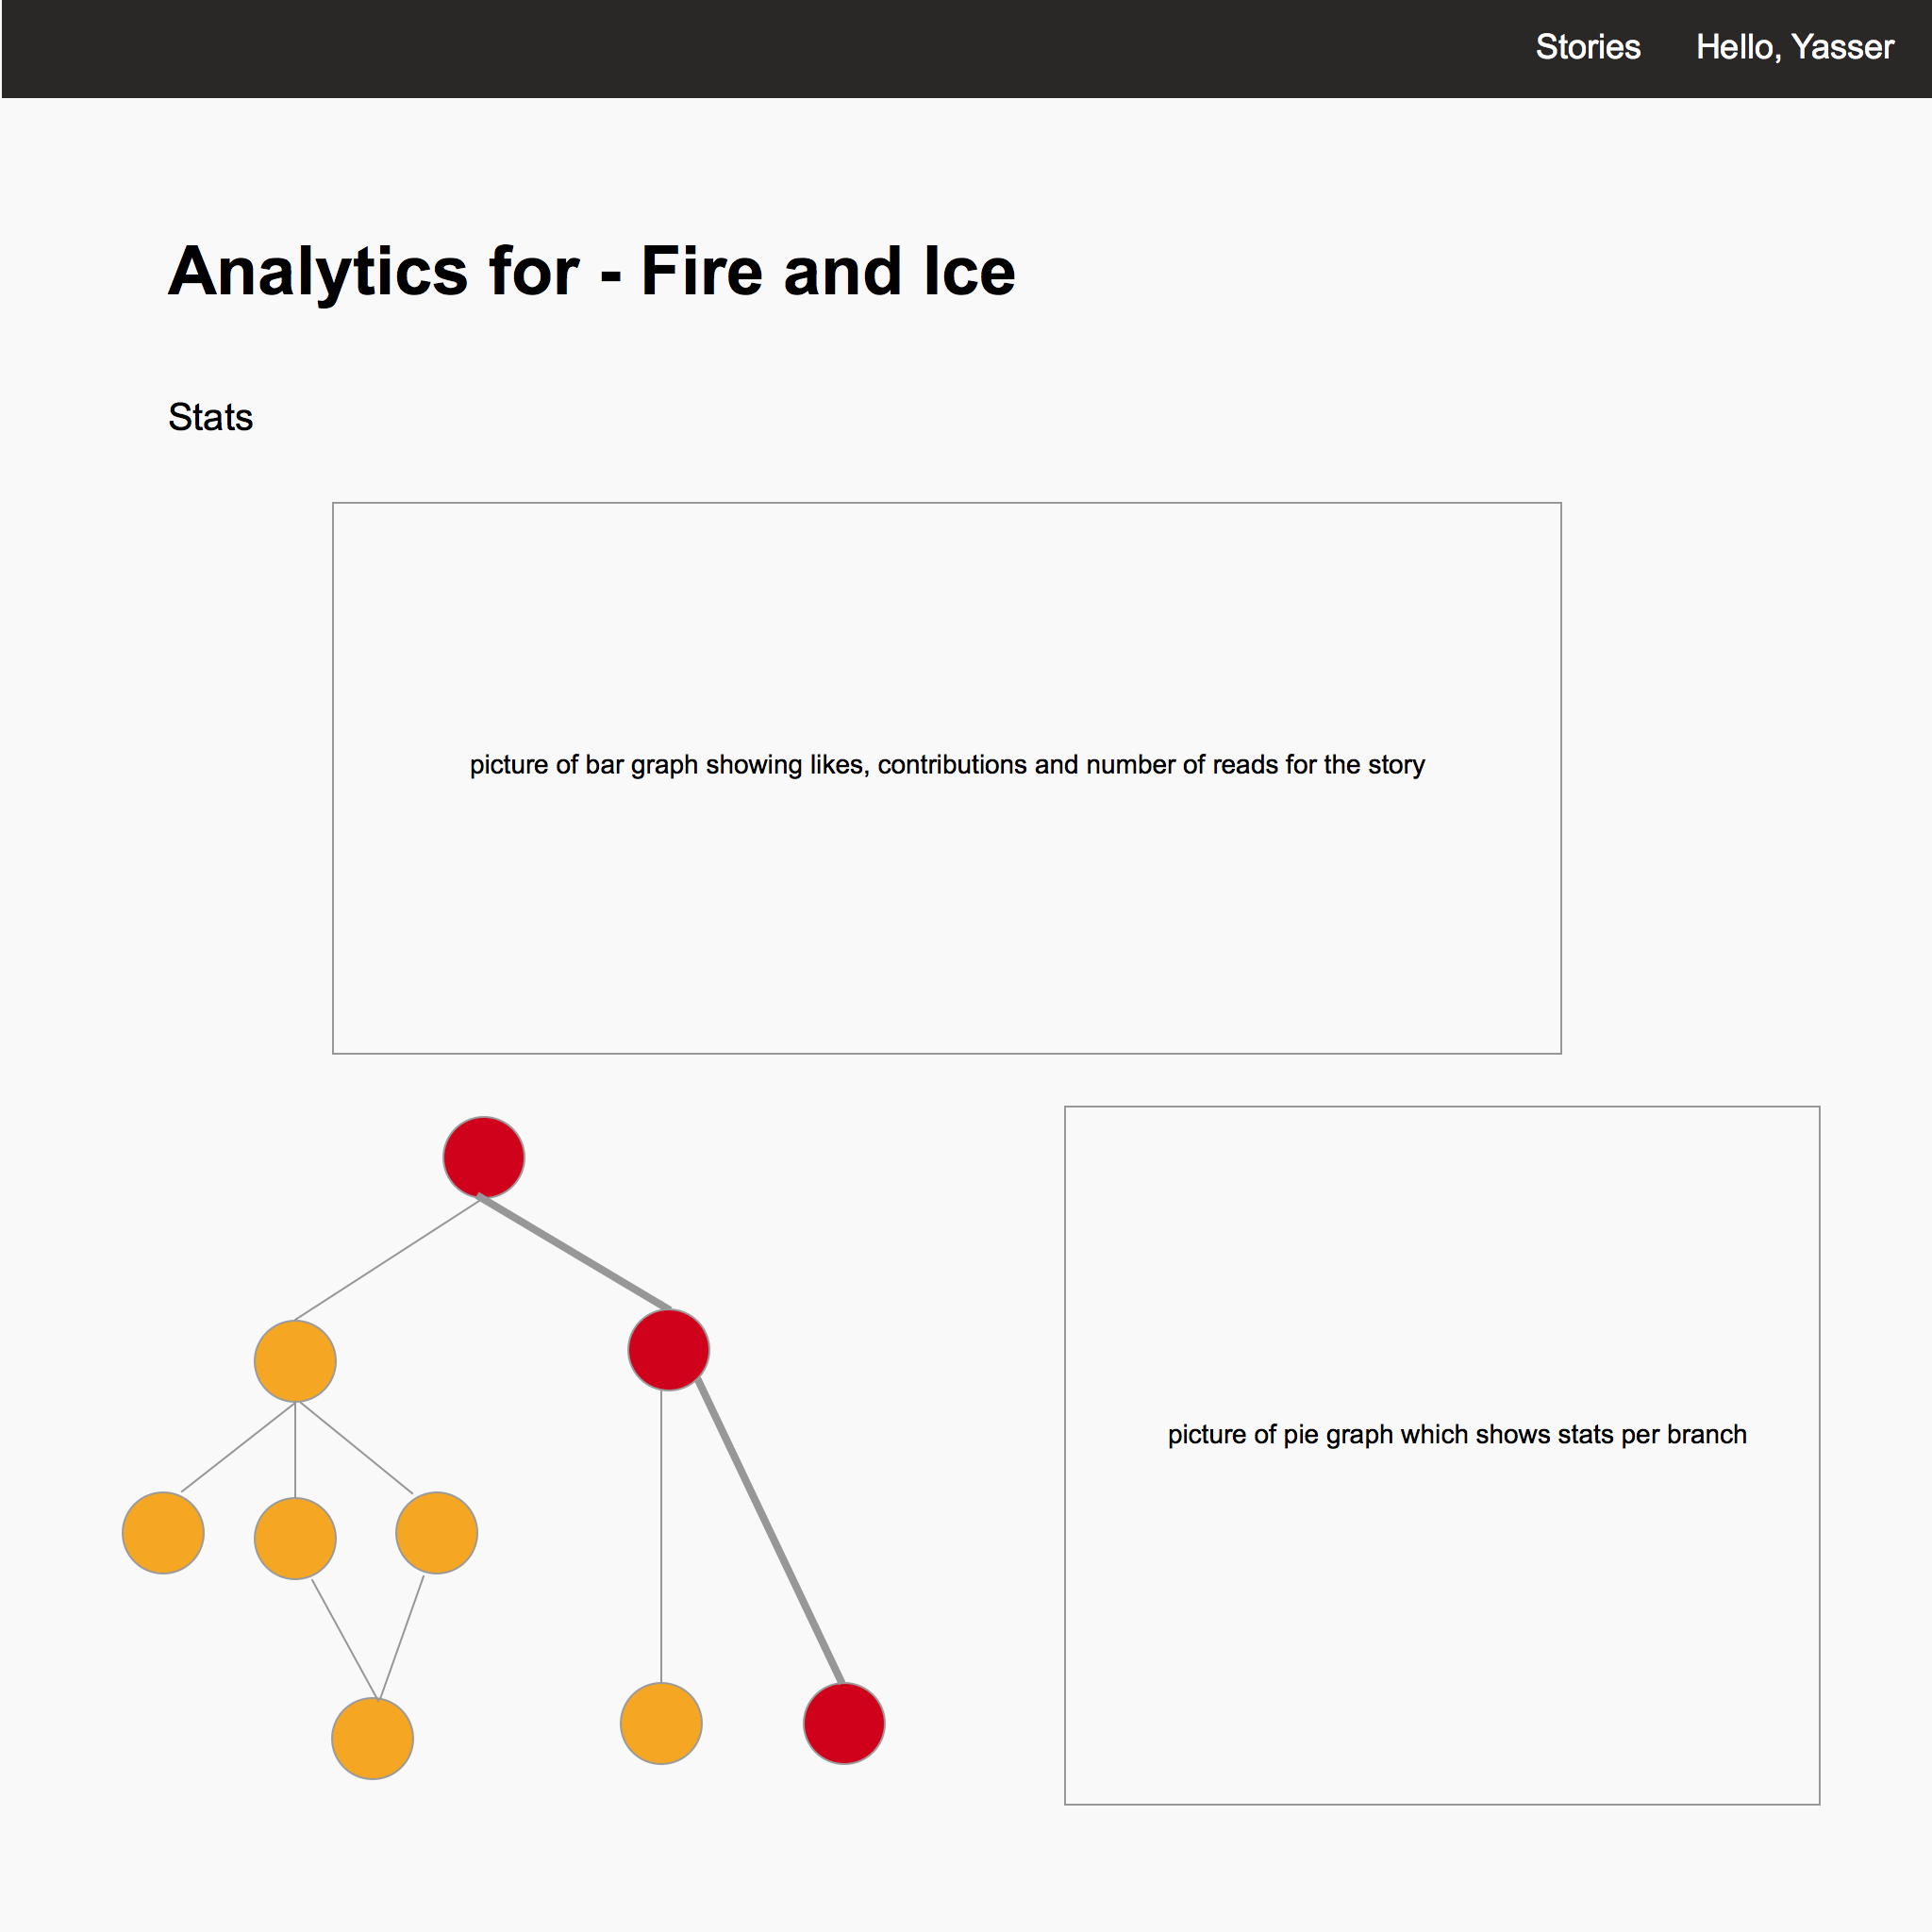 Stories
Hello, Yasser
Analytics for - Fire and Ice
Stats
picture of bar graph showing likes, contributions and number of reads for the story
picture of pie graph which shows stats per branch